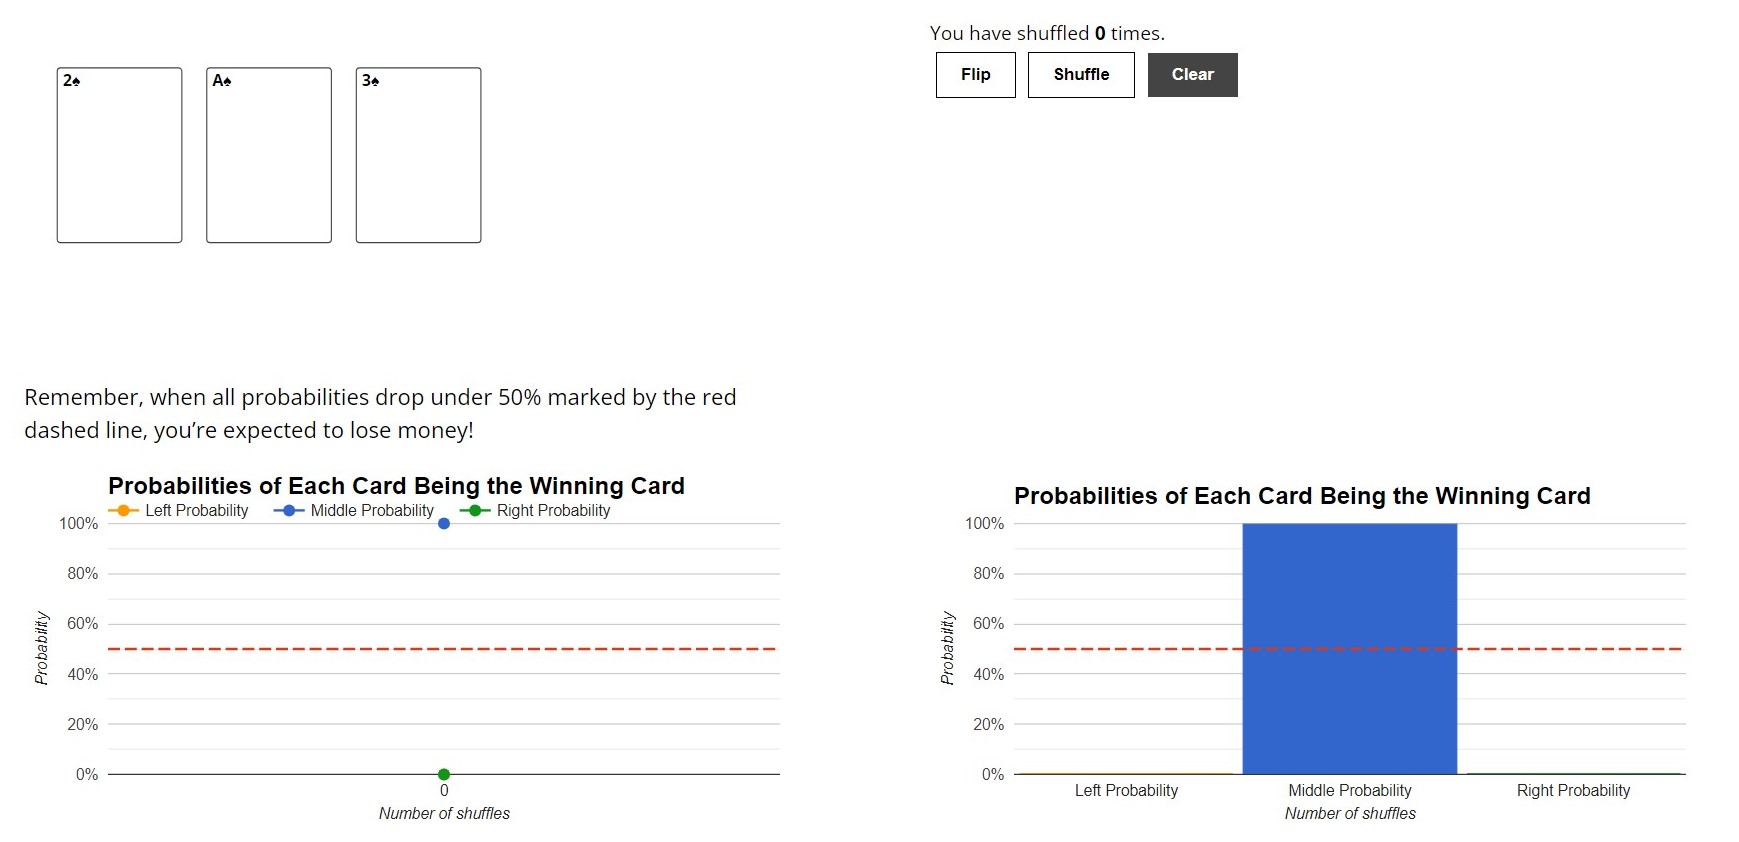 You have shuffled 0 times.
Flip Shuffle Clear
2♠ A♠ 3♠
Remember, when all probabilities drop under 50% marked by the red
dashed line, you’re expected to lose money!
Probabilities of Each Card Being the Winning Card
Left Probability Middle Probability Right Probability
100%
80%
60%
40%
20%
0%
Probability
0
Number of shuffles
Probabilities of Each Card Being the Winning Card
100%
80%
60%
40%
20%
0%
Probability
Left Probability Middle Probability Right Probability
Number of shuffles